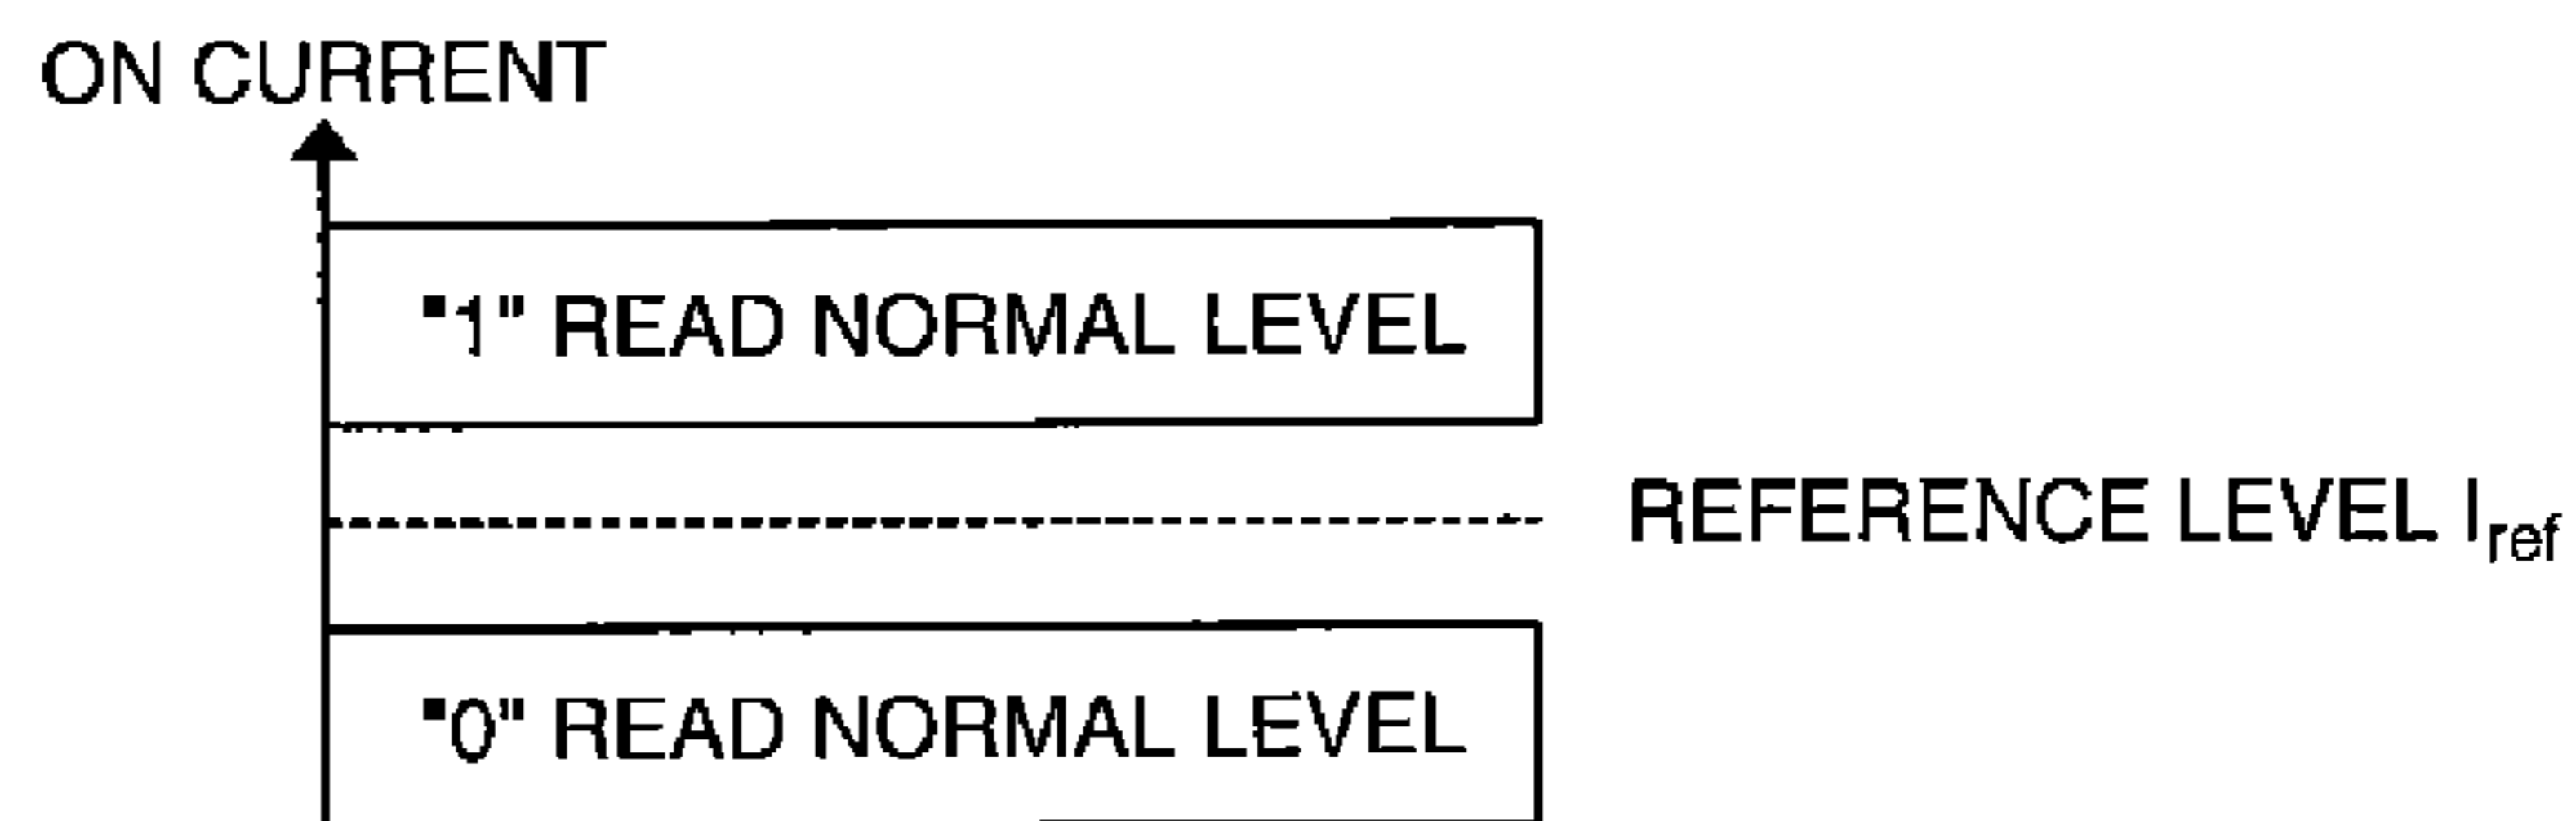 ON CURRENT
"1" READ NORMAL LEVEL
REFERENCE LEVEL Iref
"0" READ NORMAL LEVEL